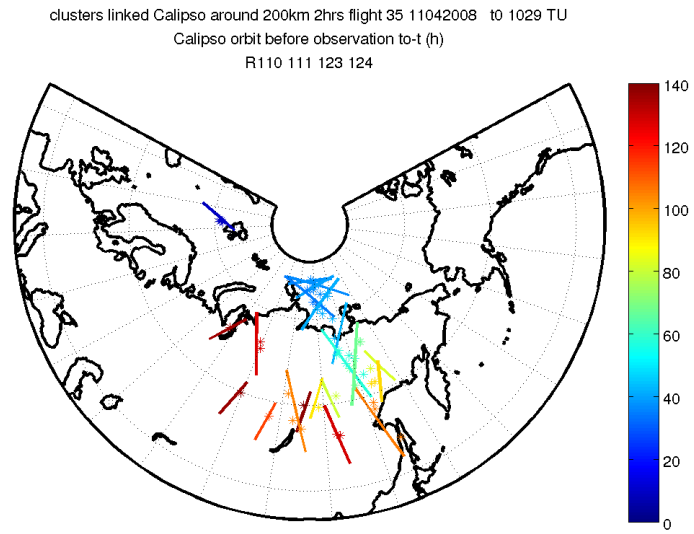 clusters linked Calipso around 200km 2hrs flight 35 11042008   t0 1029 TU
Calipso orbit before observation to-t (h)
R110 111 123 124
140
120
100
80
60
40
20
0